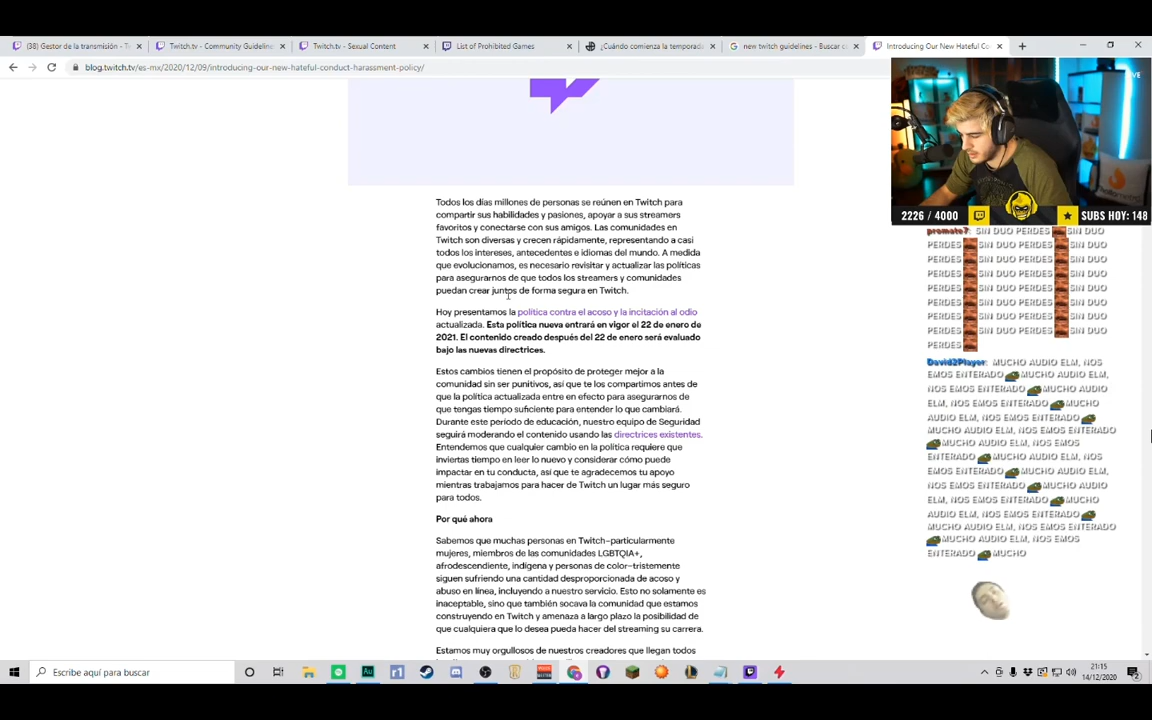 (38) Gestor de la transmisión - T
Twitch.tv - Community Guideline
Twitch.tv - Sexual Content
List of Prohibited Games
¿Cuándo comienza la temporada
new twitch guidelines - Buscar c
Introducing Our New Hateful Con
blog.twitch.tv/es-mx/2020/12/09/introducing-our-new-hateful-conduct-harassment-policy/
2226 / 4000
SUBS HOY: 148
Todos los días millones de personas se reúnen en Twitch para
compartir sus habilidades y pasiones, apoyar a sus streamers
favoritos y conectarse con sus amigos. Las comunidades en
Twitch son diversas y crecen rápidamente, representando a casi
todos los intereses, antecedentes e idiomas del mundo. A medida
que evolucionamos, es necesario revisitar y actualizar las políticas
para asegurarnos de que todos los streamers y comunidades
puedan crear juntos de forma segura en Twitch.
Hoy presentamos la política contra el acoso y la incitación al odio
actualizada. Esta política nueva entrará en vigor el 22 de enero de
2021. El contenido creado después del 22 de enero será evaluado
bajo las nuevas directrices.
Estos cambios tienen el propósito de proteger mejor a la
comunidad sin ser punitivos, así que te los compartimos antes de
que la política actualizada entre en efecto para asegurarnos de
que tengas tiempo suficiente para entender lo que cambiará.
Durante este período de educación, nuestro equipo de Seguridad
seguirá moderando el contenido usando las directrices existentes.
Entendemos que cualquier cambio en la política requiere que
inviertas tiempo en leer lo nuevo y considerar cómo puede
impactar en tu conducta, así que te agradecemos tu apoyo
mientras trabajamos para hacer de Twitch un lugar más seguro
para todos.
Por qué ahora
Sabemos que muchas personas en Twitch–particularmente
mujeres, miembros de las comunidades LGBTQIA+,
afrodescendiente, indígena y personas de color–tristemente
siguen sufriendo una cantidad desproporcionada de acoso y
abuso en línea, incluyendo a nuestro servicio. Esto no solamente es
inaceptable, sino que también socava la comunidad que estamos
construyendo en Twitch y amenaza a largo plazo la posibilidad de
que cualquiera que lo desea pueda hacer del streaming su carrera.
Estamos muy orgullosos de nuestros creadores que llegan todos
promate7: SIN DUO PERDES SIN DUO
PERDES SIN DUO PERDES SIN DUO
PERDES SIN DUO PERDES SIN DUO
PERDES SIN DUO PERDES SIN DUO
PERDES SIN DUO PERDES SIN DUO
PERDES SIN DUO PERDES SIN DUO
PERDES SIN DUO PERDES SIN DUO
PERDES SIN DUO PERDES SIN DUO
PERDES
David2Player: MUCHO AUDIO ELM, NOS
EMOS ENTERADO MUCHO AUDIO ELM,
NOS EMOS ENTERADO MUCHO
AUDIO ELM, NOS EMOS ENTERADO
MUCHO AUDIO ELM, NOS EMOS
ENTERADO MUCHO AUDIO ELM,
NOS EMOS ENTERADO MUCHO
AUDIO ELM, NOS EMOS ENTERADO
MUCHO AUDIO ELM, NOS EMOS
ENTERADO MUCHO AUDIO ELM, NOS
EMOS ENTERADO MUCHO AUDIO
ELM, NOS EMOS ENTERADO MUCHO
AUDIO ELM, NOS EMOS ENTERADO
MUCHO AUDIO ELM, NOS EMOS
ENTERADO MUCHO
Escribe aquí para buscar
21:15
14/12/2020